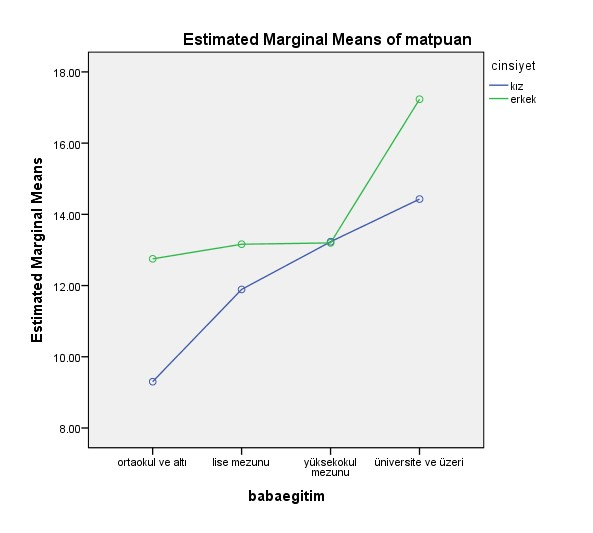 Estimated Marginal Means of matpuan
cinsiyet
kız
erkek
Estimated Marginal Means
18.00
16.00
14.00
12.00
10.00
8.00
ortaokul ve altı
lise mezunu
yüksekokul
mezunu
üniversite ve üzeri
babaegitim